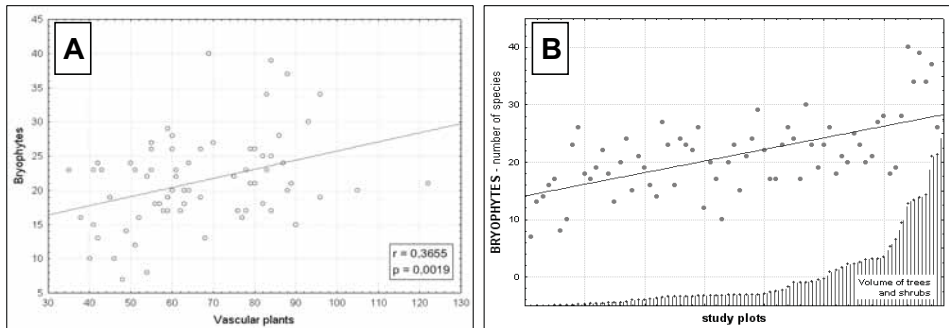 A
45
40
35
30
25
20
15
10
5
Bryophytes
30 40 50 60 70 80 90 100 110 120 130
Vascular plants
r = 0,3655
p = 0,0019
B
40
30
20
10
0
BRYOPHYTES - number of species
Volume of trees
and shrubs
study plots